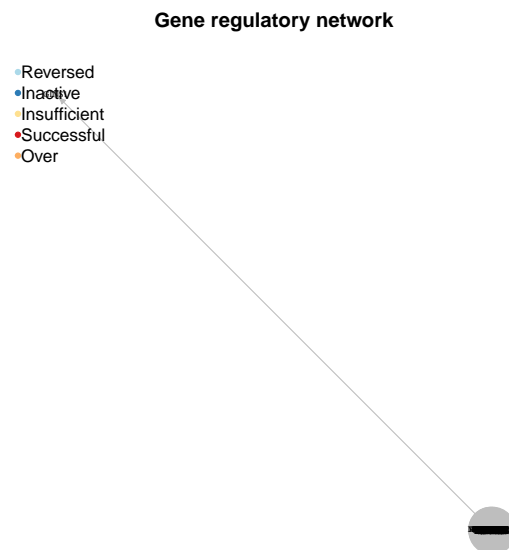 Gene regulatory network
Reversed
Inactive
Insufficient
Successful
Over